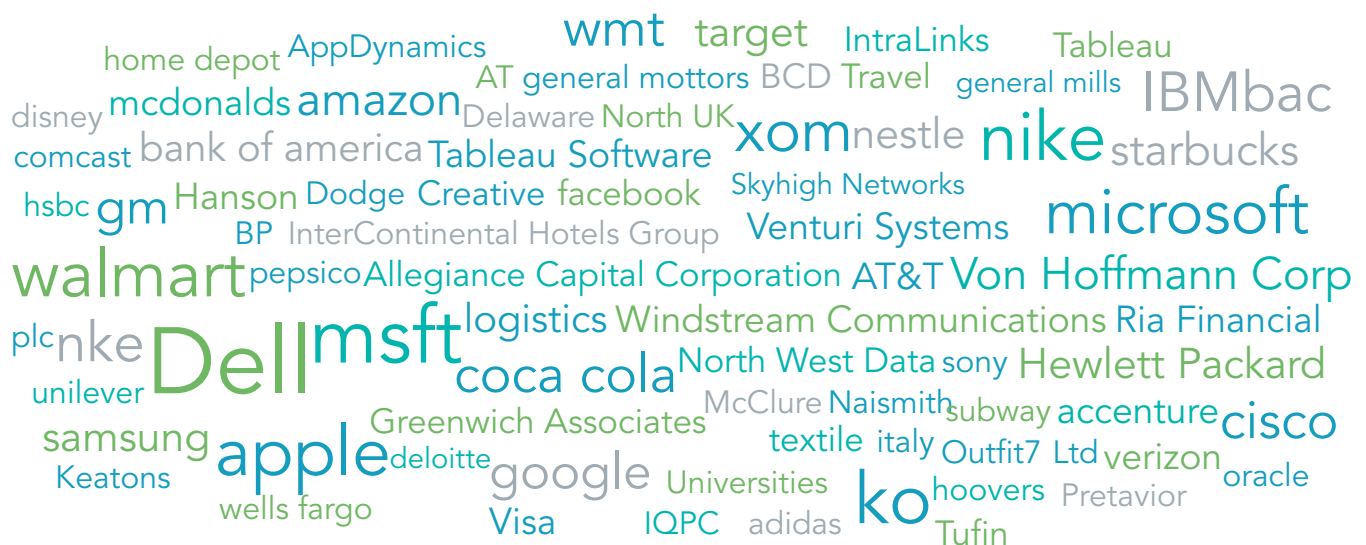 wmt target IntraLinks Tableau
home depot AppDynamics
AT general mottors BCD Travel general mills IBM bac
disney mcdonalds amazon Delaware North UK xom nestle nike starbucks
comcast bank of america Tableau Software
hsbc gm Hanson Dodge Creative facebook Skyhigh Networks microsoft
BP InterContinental Hotels Group Venturi Systems
walmart pepsico Allegiance Capital Corporation AT&T Von Hoffmann Corp
plc nke Dell msft logistics Windstream Communications Ria Financial
unilever coca cola North West Data sony Hewlett Packard
McClure Naismith subway accenture cisco
samsung apple Greenwich Associates textile italy Outfit7 Ltd verizon
Keatons deloitte google Universities ko hoovers Pretavior oracle
wells fargo Visa IQPC adidas Tufin